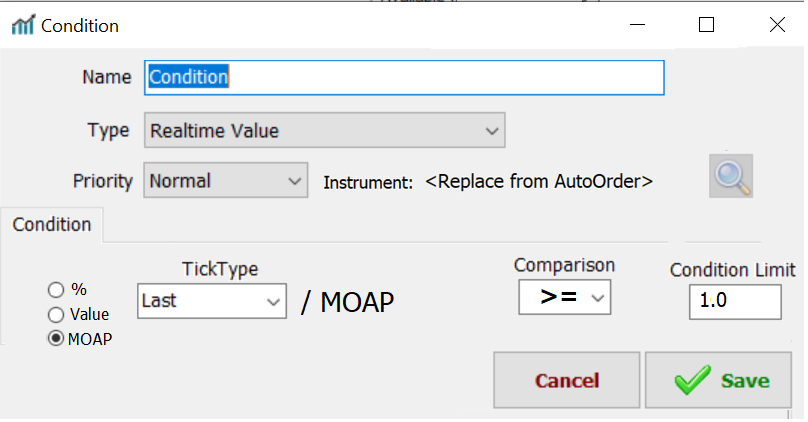 Condition
Name Condition
Type Realtime Value
Priority Normal Instrument: <Replace from AutoOrder>
Condition
TickType Comparison Condition Limit
% 
Value Last / MOAP >= 1.0
MOAP
Cancel Save